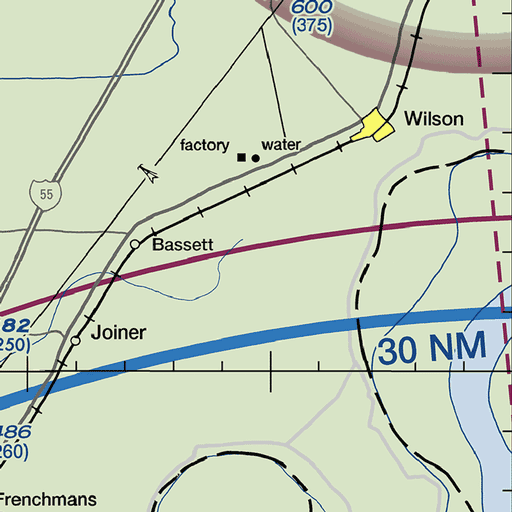 600
(375)
Wilson
factory
water
55
Bassett
82
250)
Joiner
30 NM
486
260)
Frenchmans